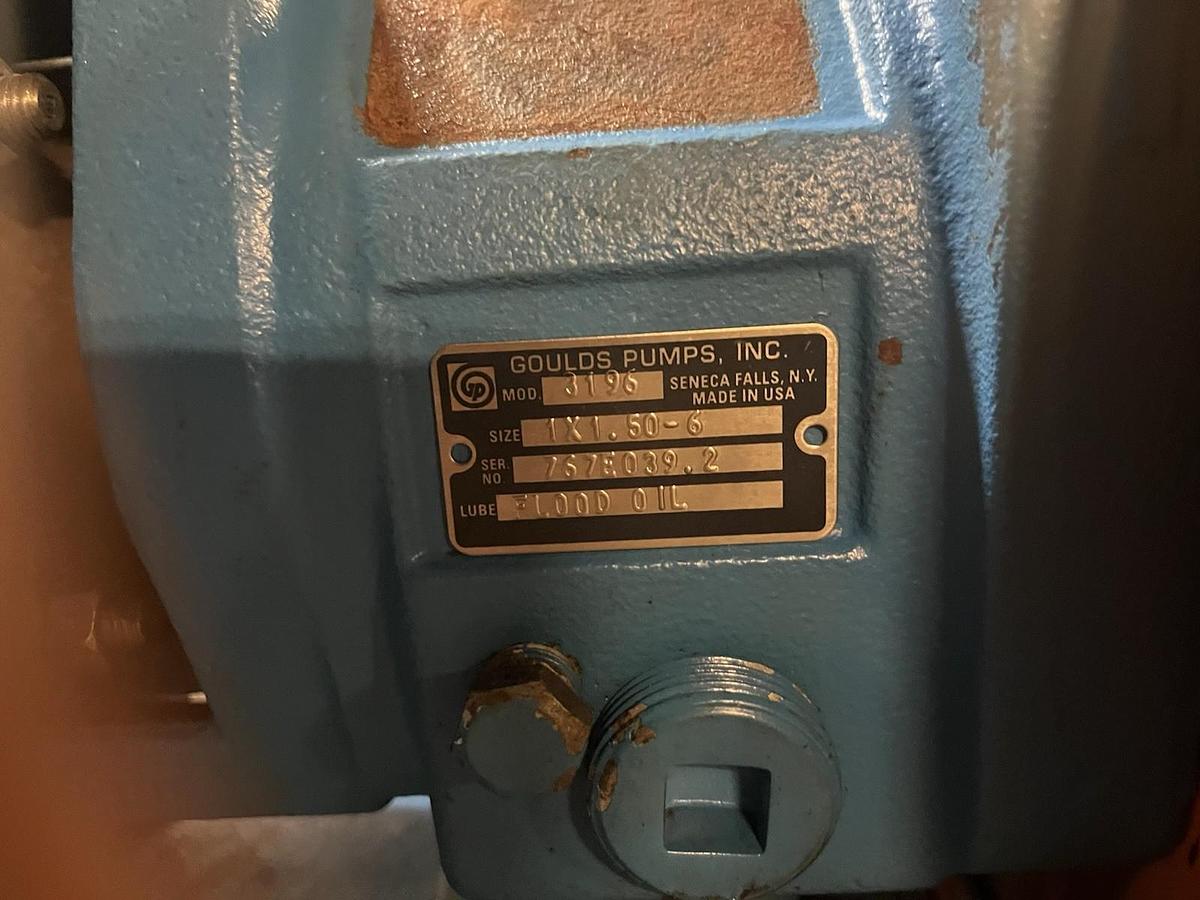 GOULDS PUMPS, INC.
MOD. 3196 SENECA FALLS, N.Y.
MADE IN USA
SIZE 1X1.50-6
SER. NO. 767E039.2
LUBE FLOOD OIL